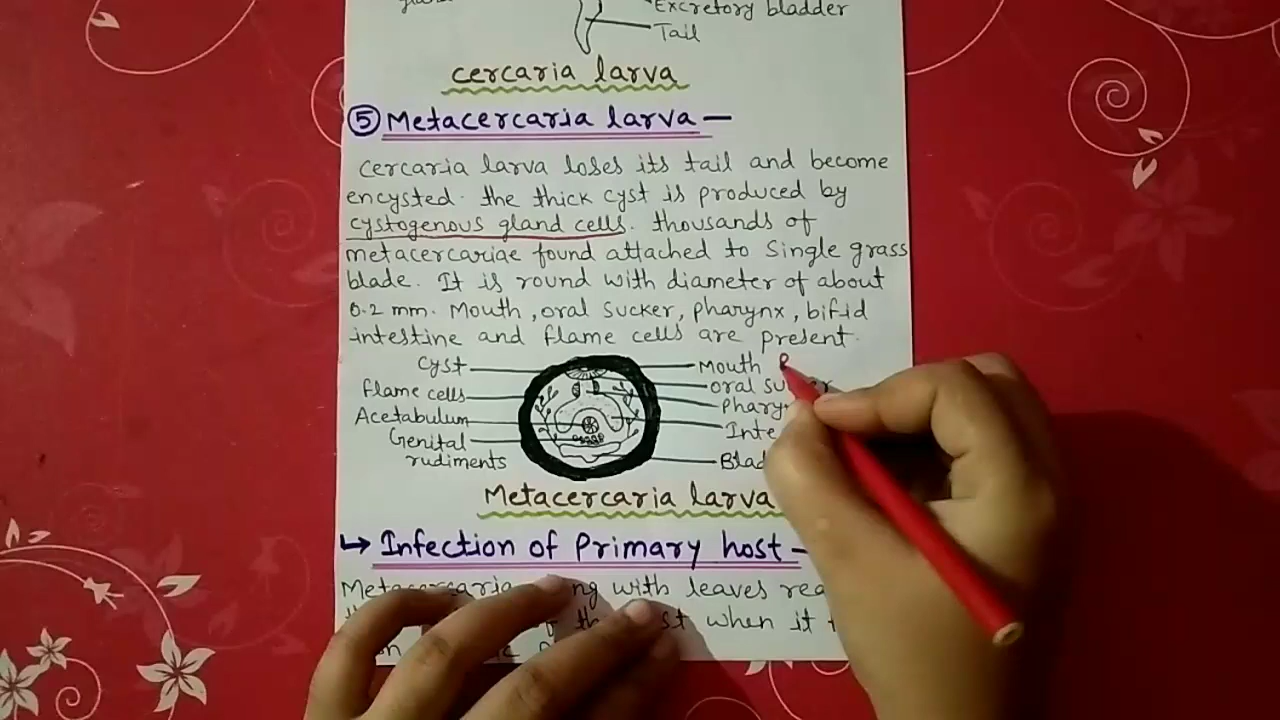 Excretory bladder
Tail
cercaria larva
⑤ Metacercaria larva —
Cercaria larva loses its tail and become
encysted. the thick cyst is produced by
cystogenous gland cells. thousands of
metacercariae found attached to Single grass
blade. It is round with diameter of about
0.2 mm. Mouth, oral sucker, pharynx, bifid
intestine and flame cells are present.
Cyst
Mouth
flame cells
oral
Acetabulum
Genital
rudiments
Metacercaria larva
↳ Infection of Primary host -
with leaves
when it